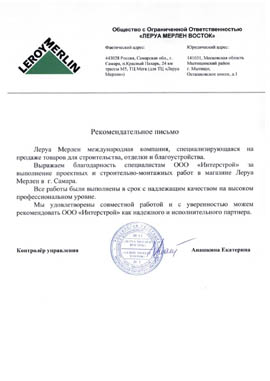 LEROY MERLIN
Общество с Ограниченной Ответственностью
«ЛЕРУА МЕРЛЕН ВОСТОК»
Фактический адрес:
Юридический адрес:
443028 Россия, Самарская обл., г.
Самара, п.Красный Пахарь, 24 км
трасса М5, ТЦ Мега (для ТЦ «Леруа
Мерлен»)
141031, Московская область
Мытищинский район
г. Мытищи,
Осташковское шоссе, д.1
Рекомендательное письмо
Леруа Мерлен международная компания, специализирующаяся на
продаже товаров для строительства, отделки и благоустройства.
Выражаем благодарность специалистам ООО «Интерстрой» за
выполнение проектных и строительно-монтажных работ в магазине Леруа
Мерлен в г. Самара.
Все работы были выполнены в срок с надлежащим качеством на высоком
профессиональном уровне.
Мы удовлетворены совместной работой и с уверенностью можем
рекомендовать ООО «Интерстрой» как надежного и исполнительного партнера.
Контролёр управления
Екатерина